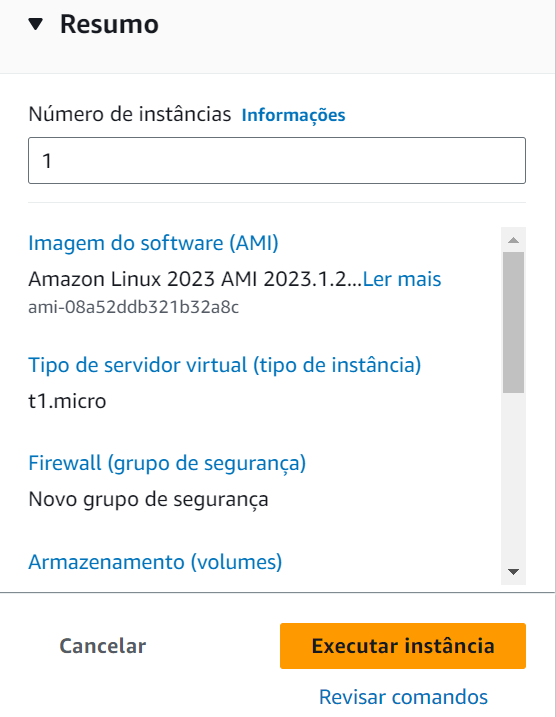 Resumo
Número de instâncias Informações
1
Imagem do software (AMI)
Amazon Linux 2023 AMI 2023.1.2...Ler mais
ami-08a52ddb321b32a8c
Tipo de servidor virtual (tipo de instância)
t1.micro
Firewall (grupo de segurança)
Novo grupo de segurança
Armazenamento (volumes)
Cancelar
Executar instância
Revisar comandos